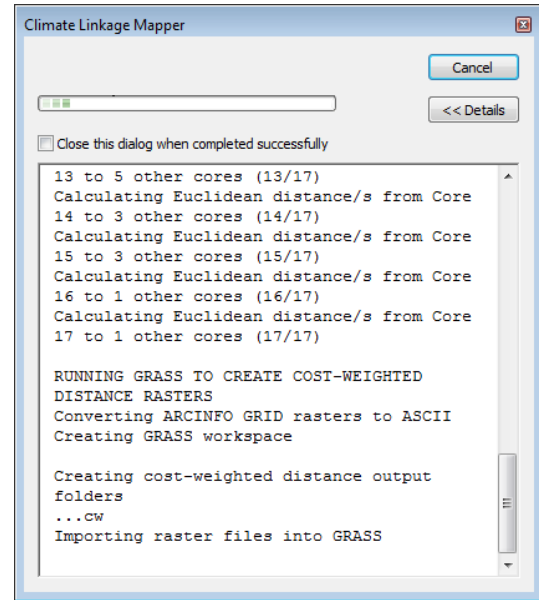 Climate Linkage Mapper
Cancel
<< Details
Close this dialog when completed successfully
13 to 5 other cores (13/17)
Calculating Euclidean distance/s from Core
14 to 3 other cores (14/17)
Calculating Euclidean distance/s from Core
15 to 3 other cores (15/17)
Calculating Euclidean distance/s from Core
16 to 1 other cores (16/17)
Calculating Euclidean distance/s from Core
17 to 1 other cores (17/17)
RUNNING GRASS TO CREATE COST-WEIGHTED
DISTANCE RASTERS
Converting ARCINFO GRID rasters to ASCII
Creating GRASS workspace
Creating cost-weighted distance output
folders
...cw
Importing raster files into GRASS